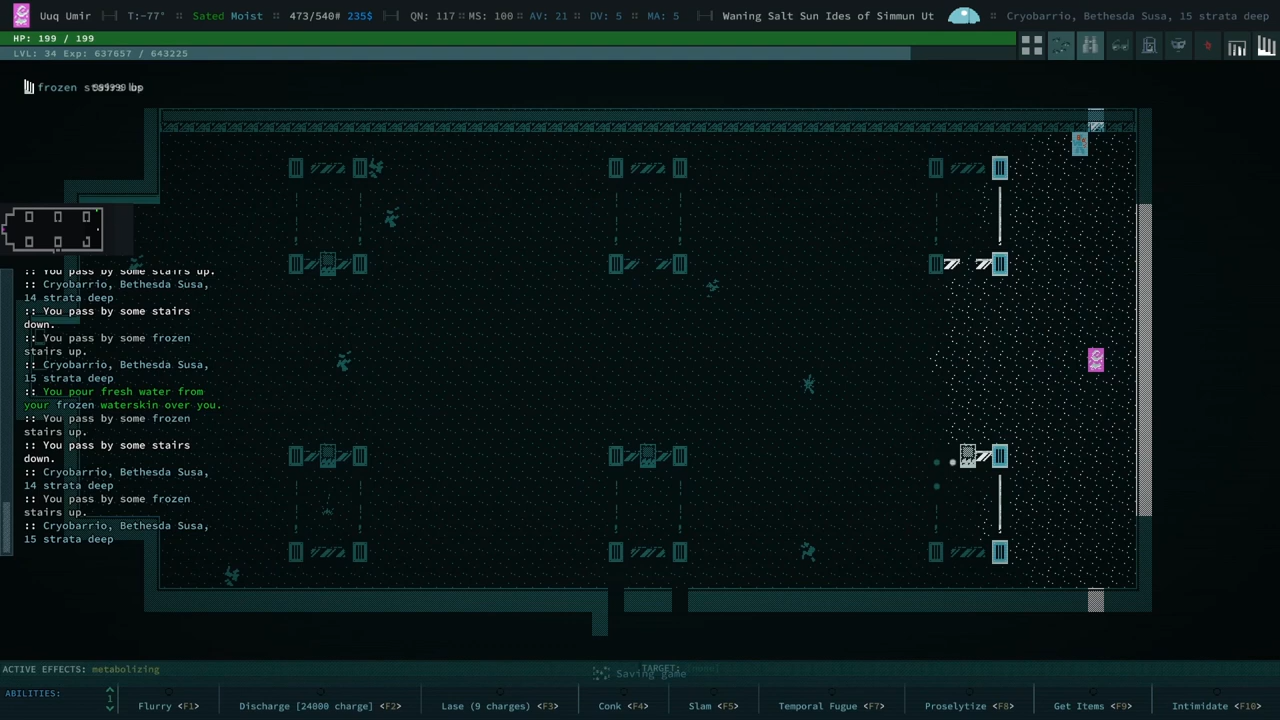 Uuq Umir T:-77° :: Sated Moist :: 473/540# 235$ QN: 117 :: MS: 100 :: AV: 21 :: DV: 5 :: MA: 5 Waning Salt Sun Ides of Simmun Ut :: Cryobarrio, Bethesda Susa, 15 strata deep
HP: 199 / 199
LVL: 34 Exp: 637657 / 643225
frozen stairs up
:: You pass by some stairs up.
:: Cryobarrio, Bethesda Susa,
14 strata deep
:: You pass by some stairs
down.
:: You pass by some frozen
stairs up.
:: Cryobarrio, Bethesda Susa,
15 strata deep
:: You pour fresh water from
your frozen waterskin over you.
:: You pass by some frozen
stairs up.
:: You pass by some stairs
down.
:: Cryobarrio, Bethesda Susa,
14 strata deep
:: You pass by some frozen
stairs up.
:: Cryobarrio, Bethesda Susa,
15 strata deep
ACTIVE EFFECTS: metabolizing
TARGET: [none]
Saving game
ABILITIES: 1 Flurry <F1> Discharge [24000 charge] <F2> Lase (9 charges) <F3> Conk <F4> Slam <F5> Temporal Fugue <F7> Proselytize <F8> Get Items <F9> Intimidate <F10>